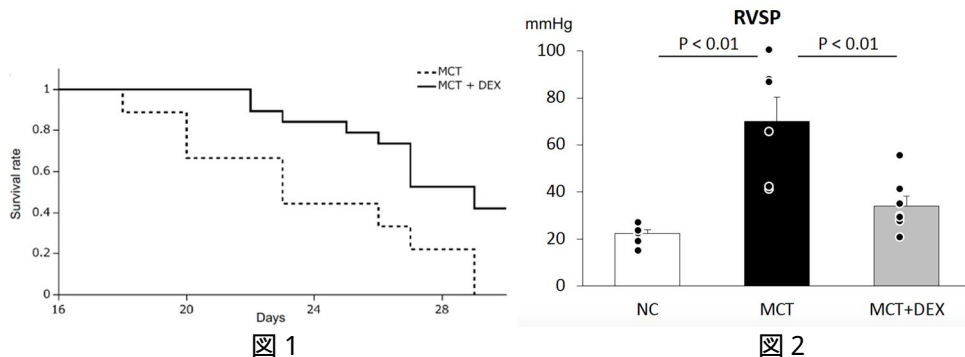 MCT
MCT + DEX
Survival rate
1
0.8
0.6
0.4
0.2
0
16
20
24
28
Days
図 1
RVSP
mmHg
P < 0.01
P < 0.01
100
80
60
40
20
0
NC
MCT
MCT+DEX
図 2